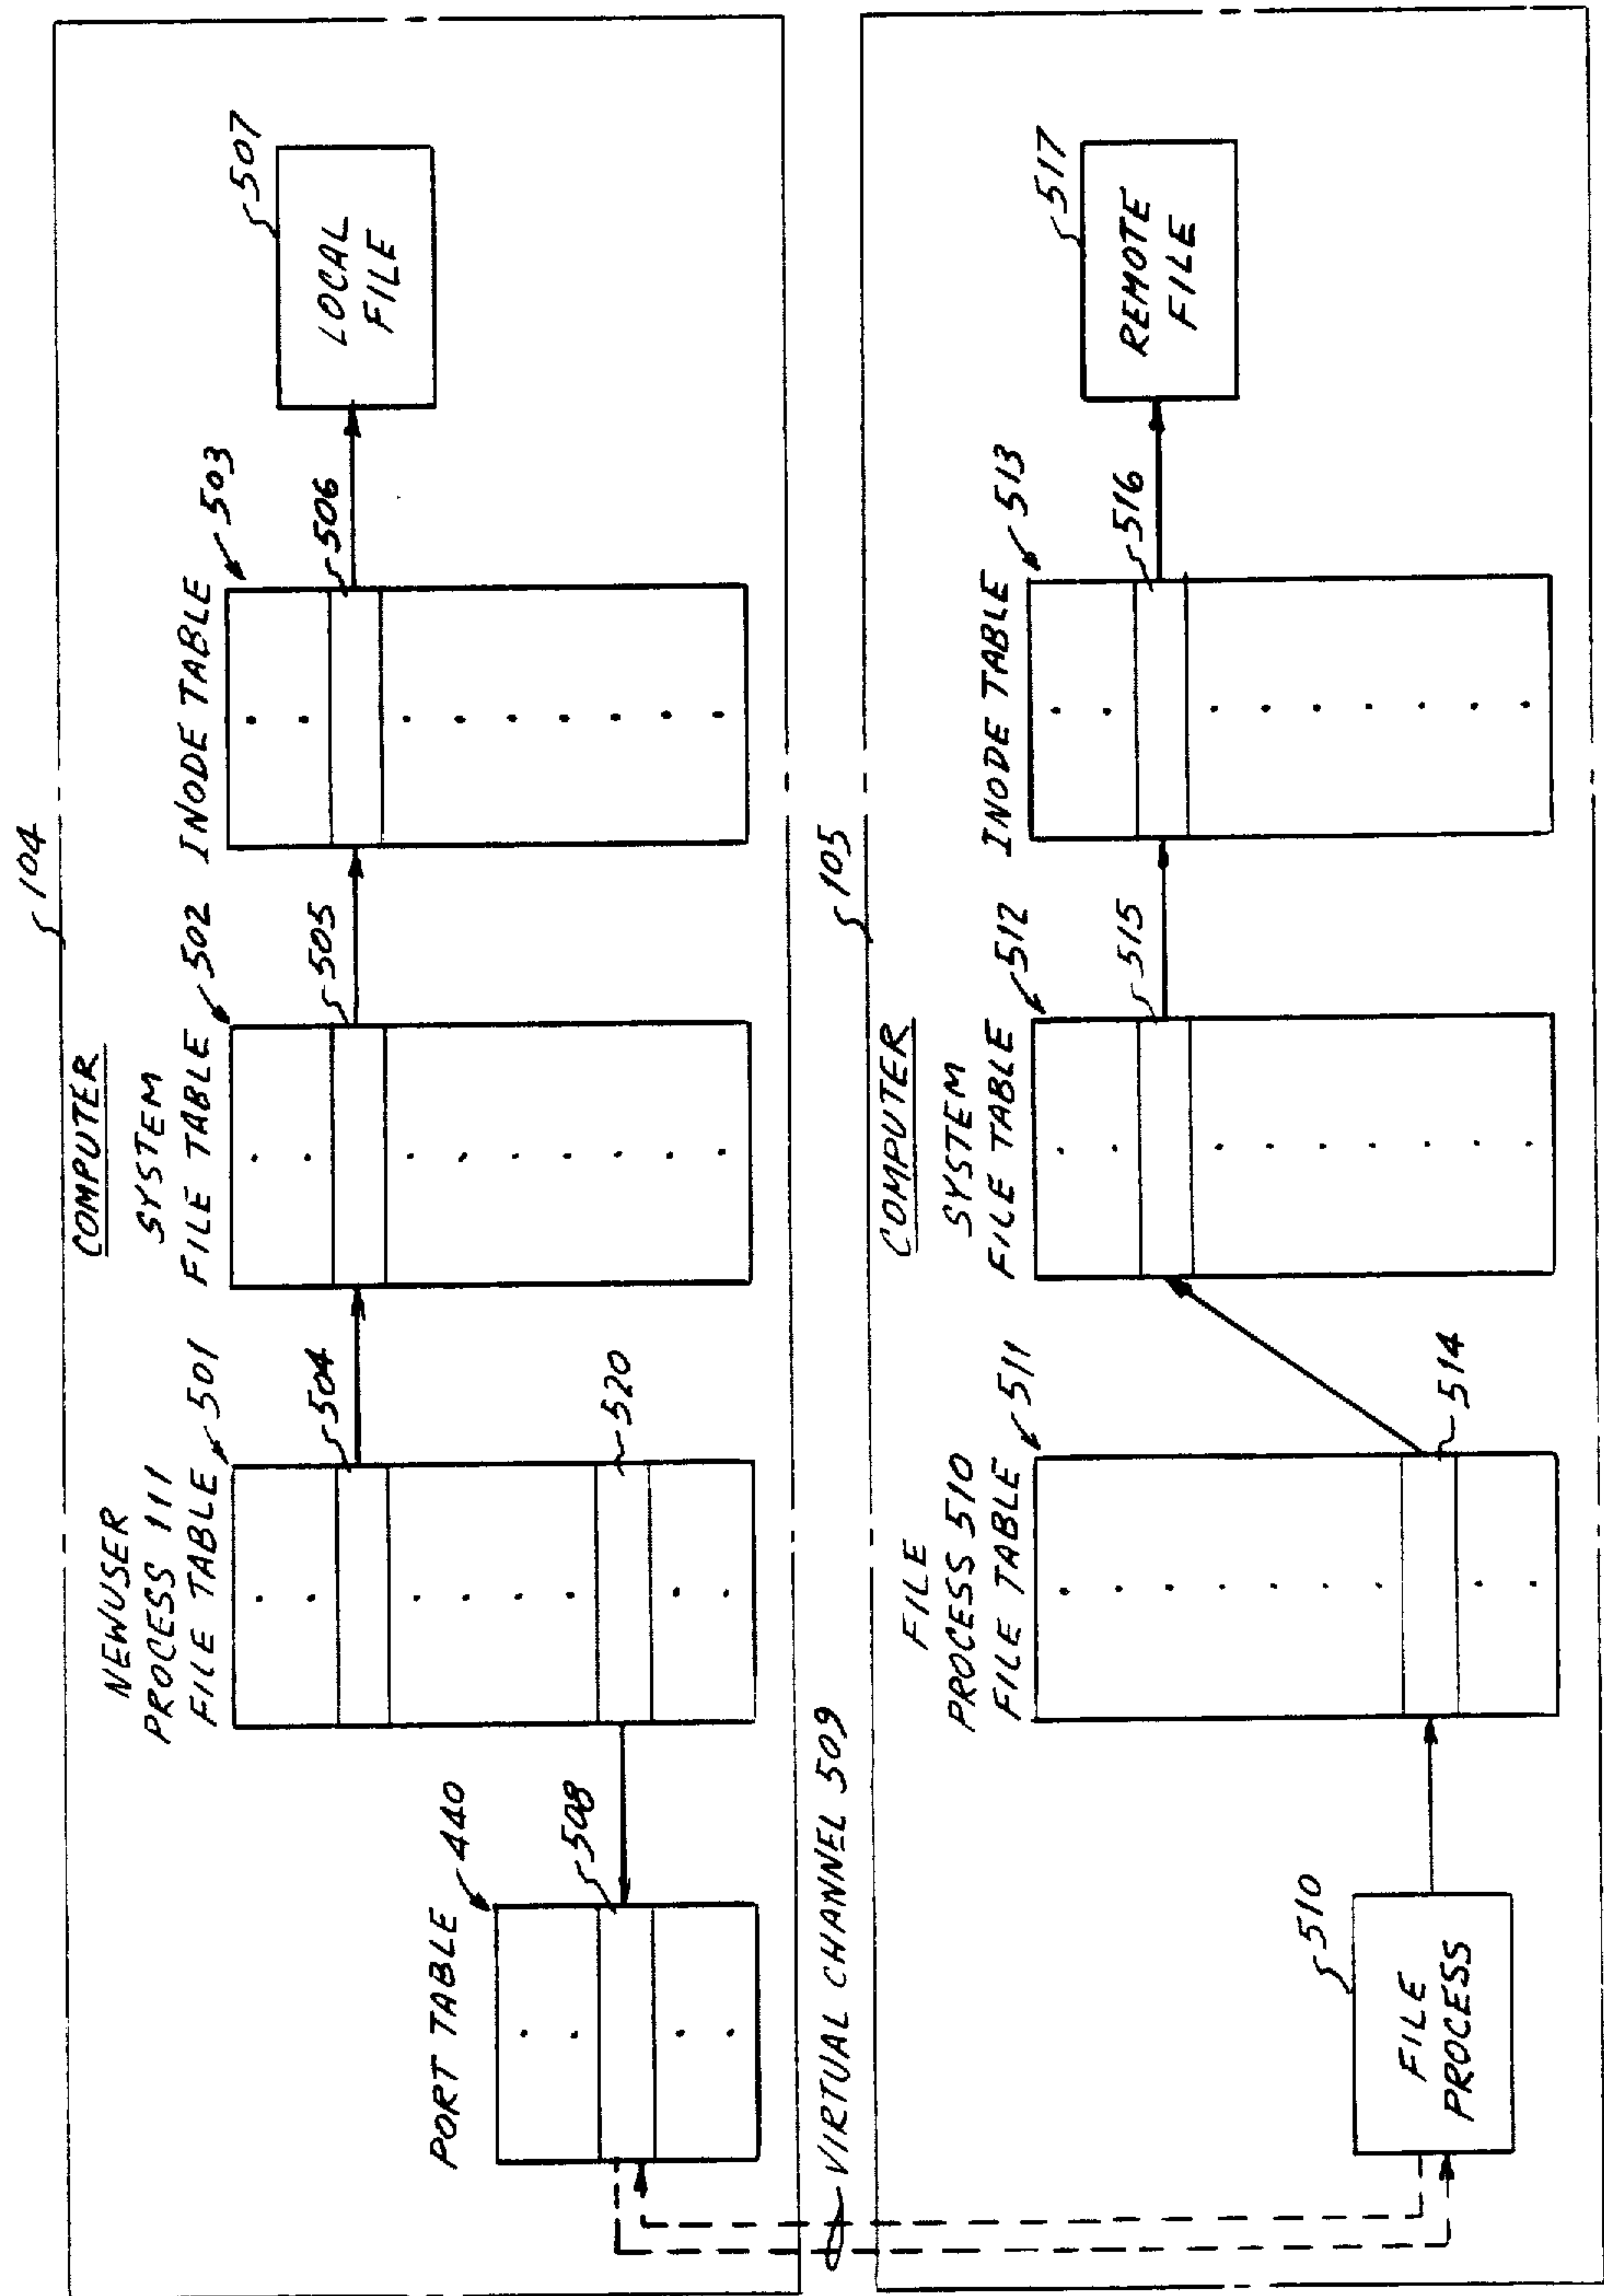 104
COMPUTER
NEWUSER
PROCESS 111
FILE TABLE
501
SYSTEM
FILE TABLE
502
INODE TABLE
503
PORT TABLE
440
504
505
506
507
LOCAL
FILE
508
520
VIRTUAL CHANNEL 509
105
COMPUTER
FILE
PROCESS 510
FILE TABLE
511
SYSTEM
FILE TABLE
512
INODE TABLE
513
515
516
517
REMOTE
FILE
510
FILE
PROCESS
514